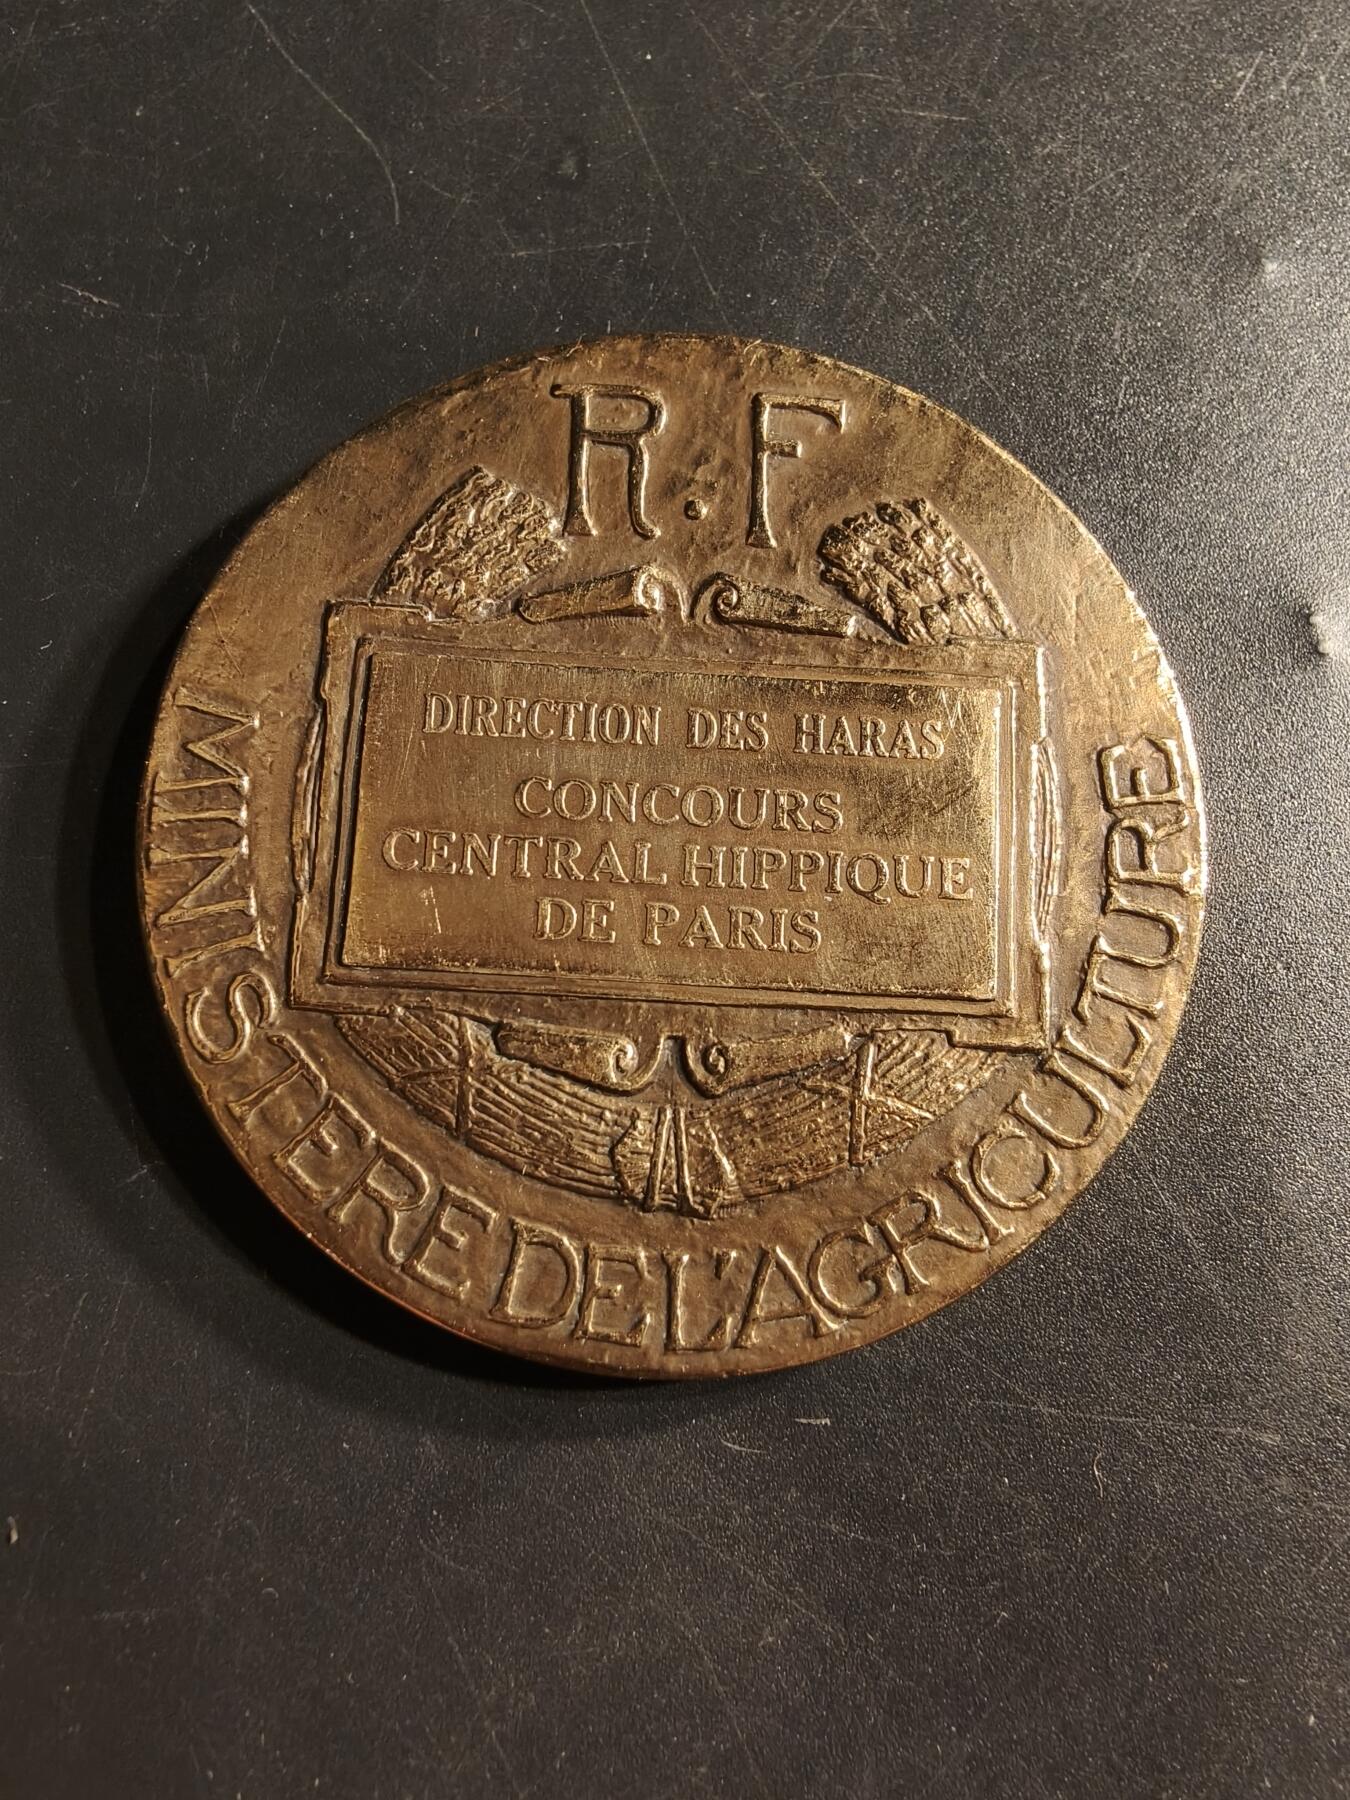 R.F
DIRECTION DES HARAS
CONCOURS
CENTRAL HIPPIQUE
DE PARIS
MINISTERE DE L'AGRICULTURE